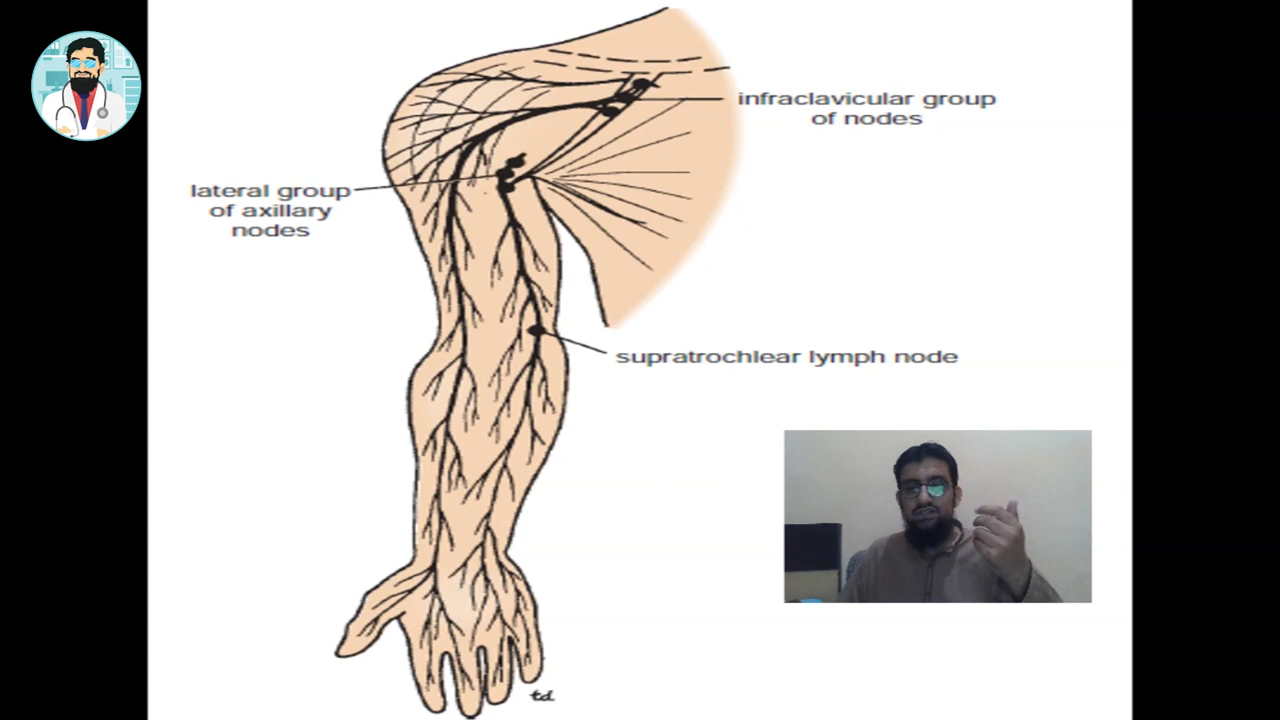 infraclavicular group
of nodes
lateral group
of axillary
nodes
supratrochlear lymph node
td